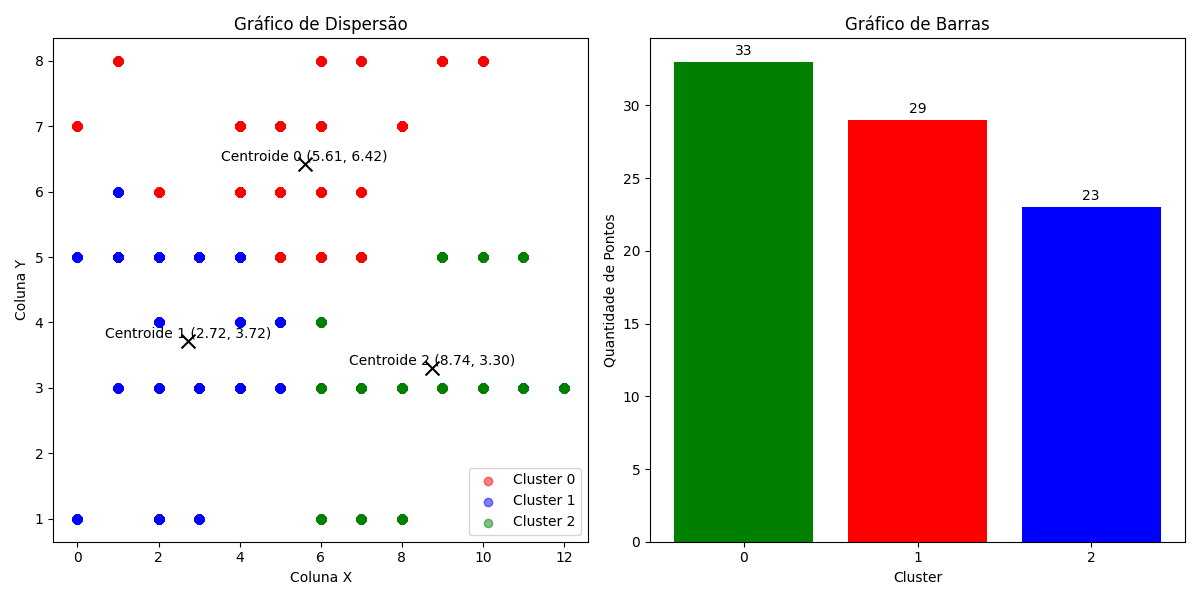 Gráfico de Dispersão
8
7
6
5
4
3
2
1
Coluna Y
Centroide 0 (5.61, 6.42)
Centroide 1 (2.72, 3.72)
Centroide 2 (8.74, 3.30)
Cluster 0
Cluster 1
Cluster 2
0
2
4
6
8
10
12
Coluna X
Gráfico de Barras
33
29
23
30
25
20
15
10
5
0
Quantidade de Pontos
0
1
2
Cluster